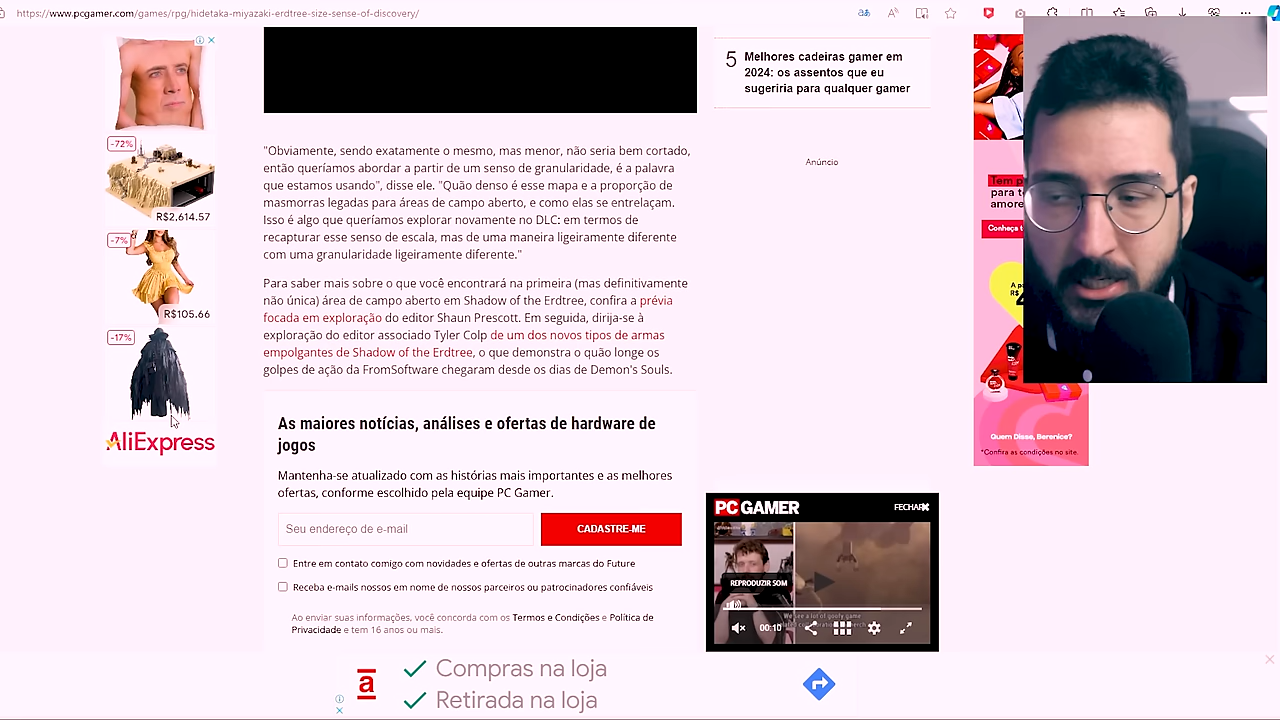 https://www.pcgamer.com/games/rpg/hidetaka-miyazaki-erdtree-size-sense-of-discovery/
-72%
R$2,614.57
-7%
R$105.66
-17%
AliExpress
"Obviamente, sendo exatamente o mesmo, mas menor, não seria bem cortado,
então queríamos abordar a partir de um senso de granularidade, é a palavra
que estamos usando", disse ele. "Quão denso é esse mapa e a proporção de
masmorras legadas para áreas de campo aberto, e como elas se entrelaçam.
Isso é algo que queríamos explorar novamente no DLC: em termos de
recapturar esse senso de escala, mas de uma maneira ligeiramente diferente
com uma granularidade ligeiramente diferente."
Para saber mais sobre o que você encontrará na primeira (mas definitivamente
não única) área de campo aberto em Shadow of the Erdtree, confira a prévia
focada em exploração do editor Shaun Prescott. Em seguida, dirija-se à
exploração do editor associado Tyler Colp de um dos novos tipos de armas
empolgantes de Shadow of the Erdtree, o que demonstra o quão longe os
golpes de ação da FromSoftware chegaram desde os dias de Demon's Souls.
As maiores notícias, análises e ofertas de hardware de
jogos
Mantenha-se atualizado com as histórias mais importantes e as melhores
ofertas, conforme escolhido pela equipe PC Gamer.
Seu endereço de e-mail
CADASTRE-ME
Entre em contato comigo com novidades e ofertas de outras marcas do Future
Receba e-mails nossos em nome de nossos parceiros ou patrocinadores confiáveis
Ao enviar suas informações, você concorda com os Termos e Condições e Política de
Privacidade e tem 16 anos ou mais.
5 Melhores cadeiras gamer em
2024: os assentos que eu
sugeriria para qualquer gamer
Anúncio
PC GAMER
FECHAR
REPRODUZIR SOM
We see a lot of goofy game
00:10
Tem
para t
amore
Conheça t
A pa
R$
Quem Disse, Berenice?
*Confira as condições no site.
a
Compras na loja
Retirada na loja